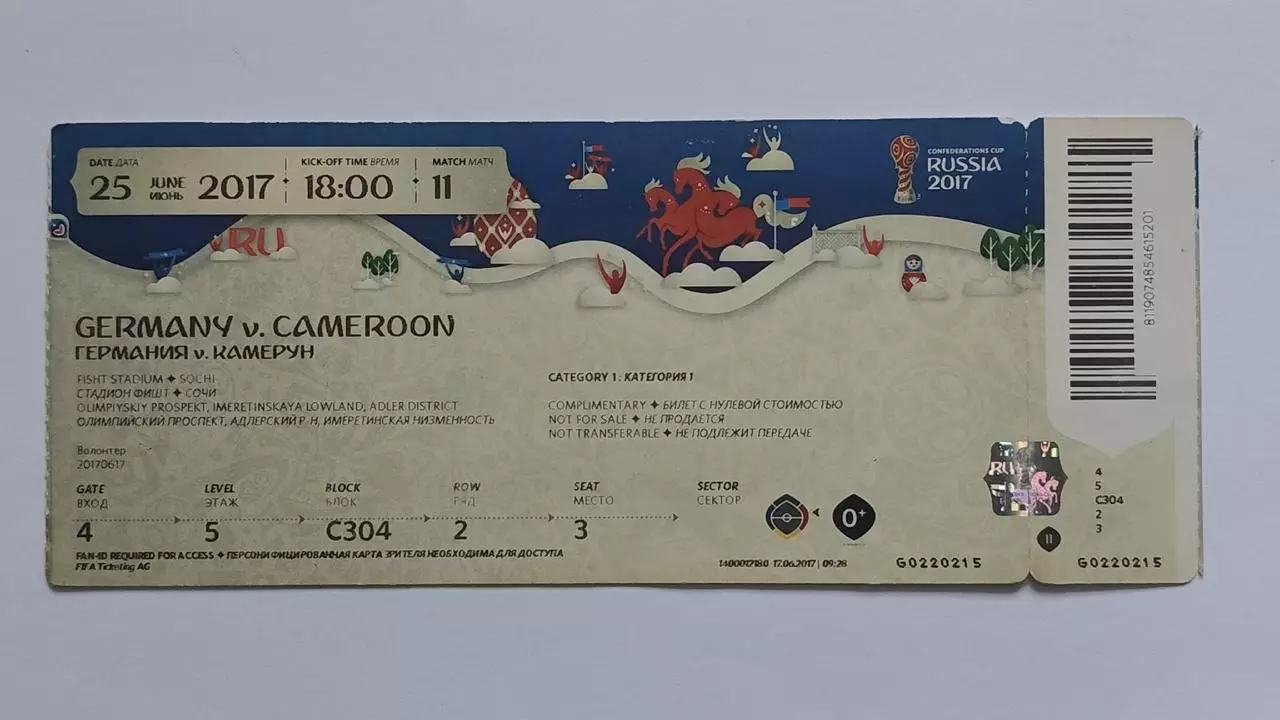 DATE ДАТА
25 JUNE ИЮНЬ 2017
KICK-OFF TIME ВРЕМЯ
18:00
MATCH МАТЧ
11
CONFEDERATIONS CUP
RUSSIA
2017
RU
GERMANY v. CAMEROON
ГЕРМАНИЯ v. КАМЕРУН
FISHT STADIUM ✦ SOCHI
СТАДИОН ФИШТ ✦ СОЧИ
OLIMPIYSKIY PROSPEKT, IMERETINSKAYA LOWLAND, ADLER DISTRICT
ОЛИМПИЙСКИЙ ПРОСПЕКТ, АДЛЕРСКИЙ Р-Н, ИМЕРЕТИНСКАЯ НИЗМЕННОСТЬ
Волонтер
20170617
CATEGORY 1: КАТЕГОРИЯ 1
COMPLIMENTARY ✦ БИЛЕТ С НУЛЕВОЙ СТОИМОСТЬЮ
NOT FOR SALE ✦ НЕ ПРОДАЕТСЯ
NOT TRANSFERABLE ✦ НЕ ПОДЛЕЖИТ ПЕРЕДАЧЕ
GATE LEVEL BLOCK ROW SEAT SECTOR
ВХОД ЭТАЖ БЛОК РЯД МЕСТО СЕКТОР
4 5 C304 2 3
0+
FAN-ID REQUIRED FOR ACCESS ✦ ПЕРСОНИФИЦИРОВАННАЯ КАРТА ЗРИТЕЛЯ НЕОБХОДИМА ДЛЯ ДОСТУПА
FIFA Ticketing AG
1400012180 17.06.2017 | 09:28
G0220215
8119074854615201
RU
4
5
C304
2
3
11
G0220215